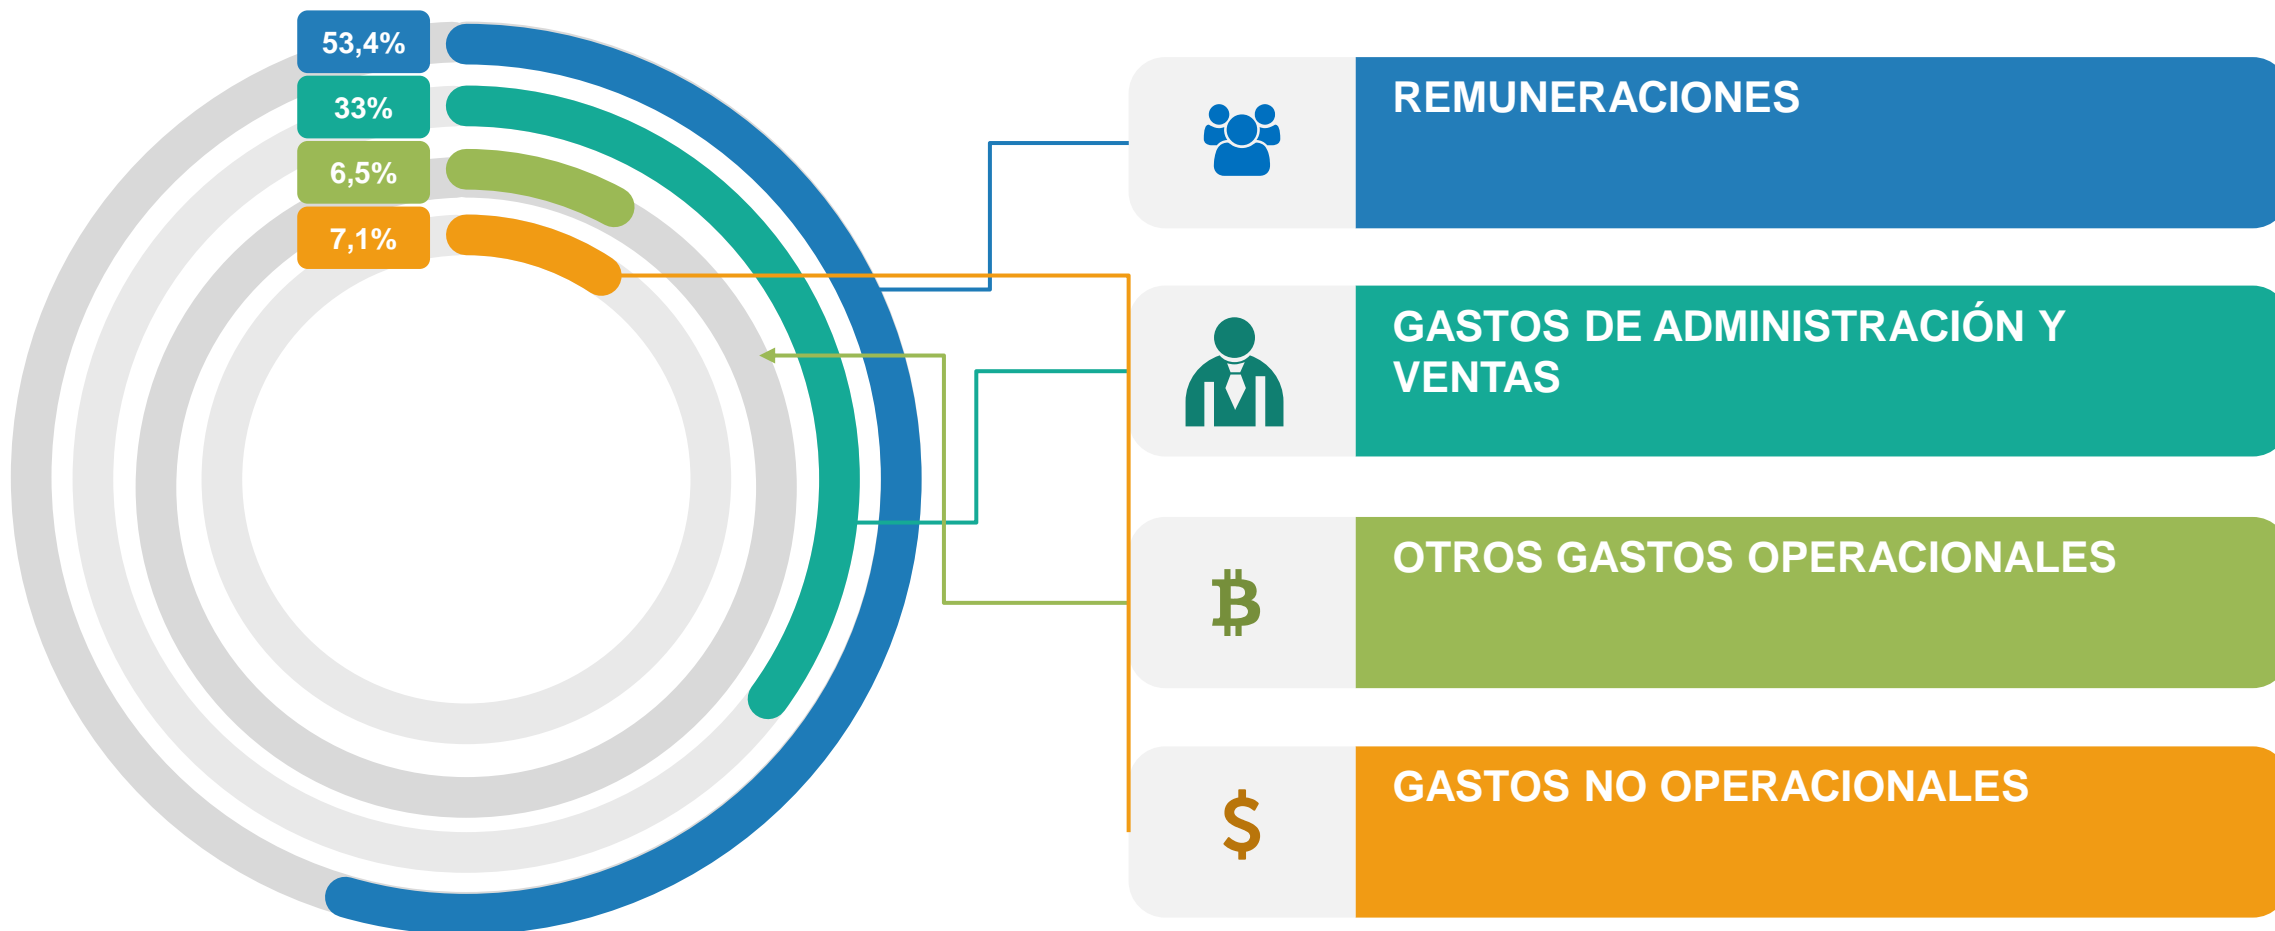 53,4%
33%
6,5%
7,1%
REMUNERACIONES
GASTOS DE ADMINISTRACIÓN Y
VENTAS
OTROS GASTOS OPERACIONALES
GASTOS NO OPERACIONALES